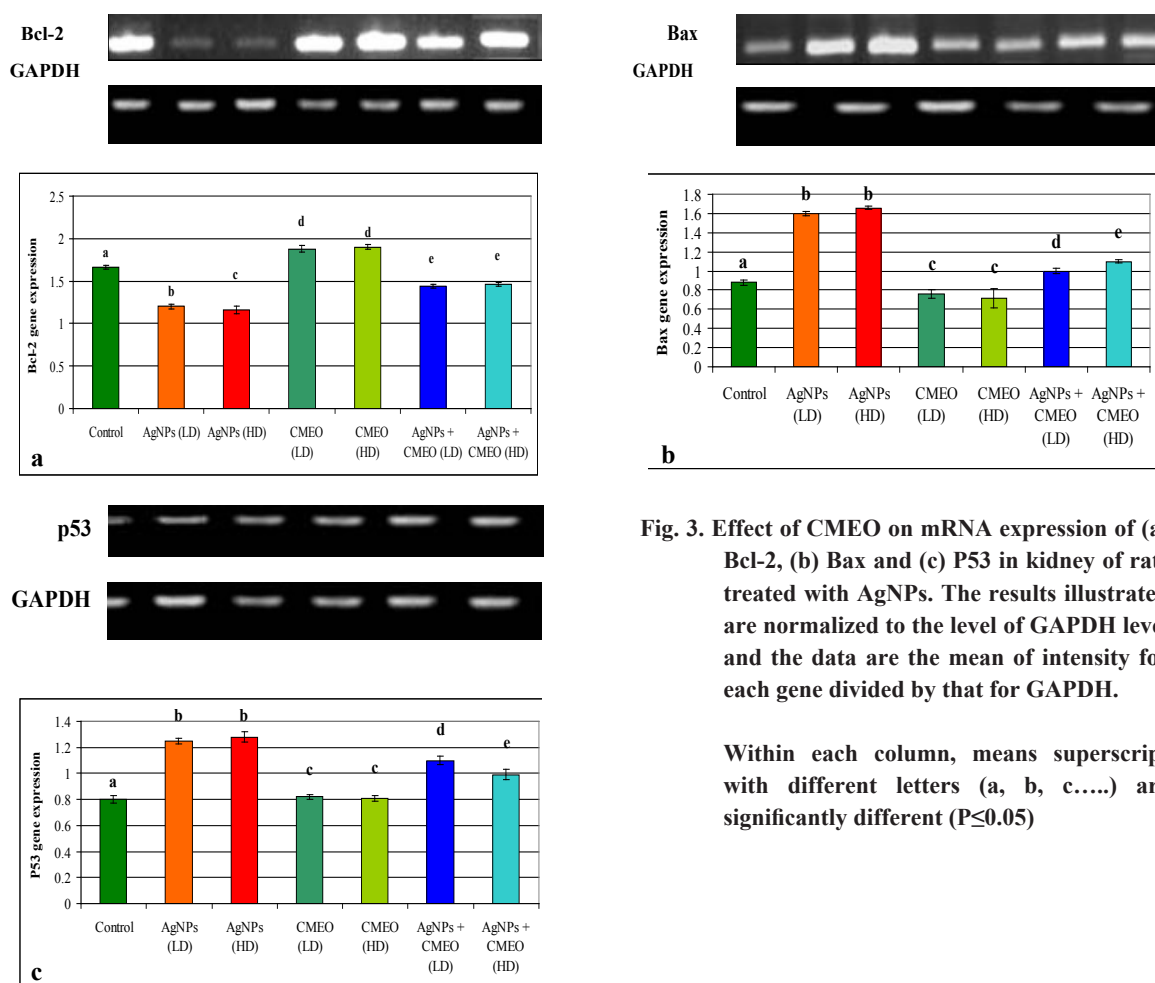 Bcl-2
GAPDH
2.5
2
1.5
1
0.5
0
Bcl-2 gene expression
a
b
c
d
d
e
e
Control
AgNPs (LD)
AgNPs (HD)
CMEO
(LD)
CMEO
(HD)
AgNPs +
CMEO (LD)
AgNPs +
CMEO (HD)
a
Bax
GAPDH
1.8
1.6
1.4
1.2
1
0.8
0.6
0.4
0.2
0
Bax gene expression
a
b
b
c
c
d
e
Control
AgNPs
(LD)
AgNPs
(HD)
CMEO
(LD)
CMEO
(HD)
AgNPs +
CMEO
(LD)
AgNPs +
CMEO
(HD)
b
p53
GAPDH
1.4
1.2
1
0.8
0.6
0.4
0.2
0
P53 gene expression
a
b
b
c
c
d
e
Control
AgNPs
(LD)
AgNPs
(HD)
CMEO
(LD)
CMEO
(HD)
AgNPs +
CMEO
(LD)
AgNPs +
CMEO
(HD)
c
Fig. 3. Effect of CMEO on mRNA expression of (a
Bcl-2, (b) Bax and (c) P53 in kidney of rat
treated with AgNPs. The results illustrate
are normalized to the level of GAPDH leve
and the data are the mean of intensity fo
each gene divided by that for GAPDH.
Within each column, means superscrip
with different letters (a, b, c…..) ar
significantly different (P≤0.05)